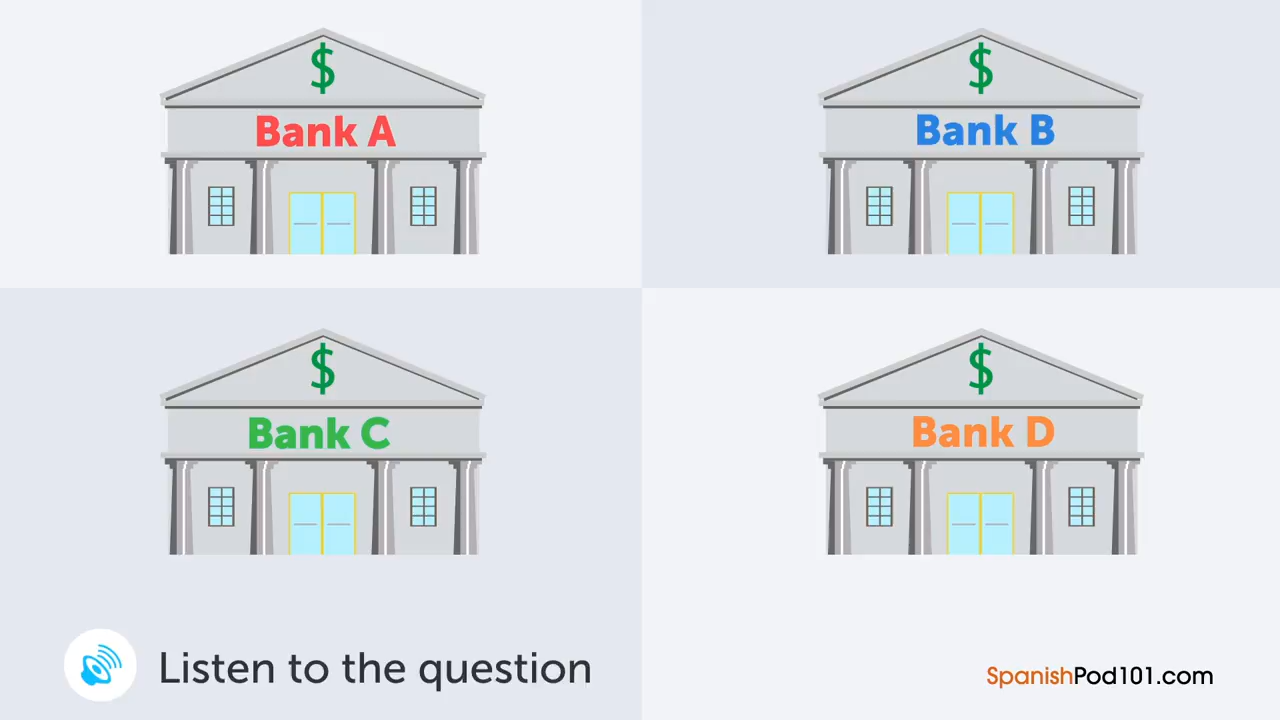 $
Bank A
$
Bank B
$
Bank C
$
Bank D
Listen to the question
SpanishPod101.com